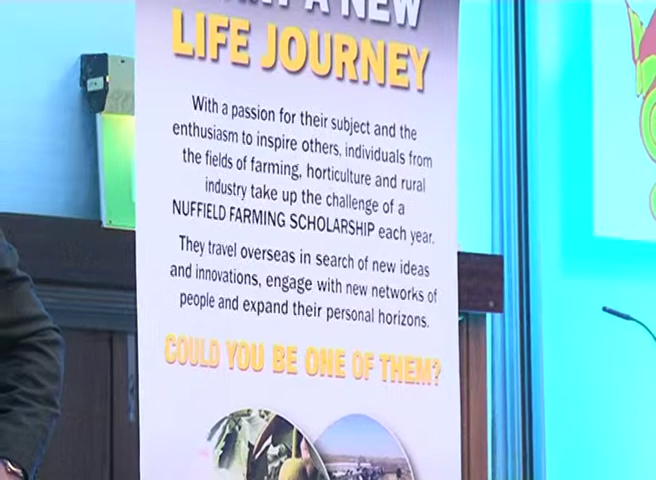 A NEW
LIFE JOURNEY
With a passion for their subject and the
enthusiasm to inspire others, individuals from
the fields of farming, horticulture and rural
industry take up the challenge of a
NUFFIELD FARMING SCHOLARSHIP each year.
They travel overseas in search of new ideas
and innovations, engage with new networks of
people and expand their personal horizons.
COULD YOU BE ONE OF THEM?